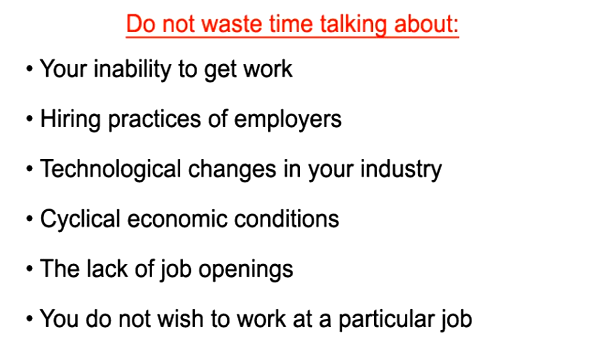 Do not waste time talking about:
• Your inability to get work
• Hiring practices of employers
• Technological changes in your industry
• Cyclical economic conditions
• The lack of job openings
• You do not wish to work at a particular job